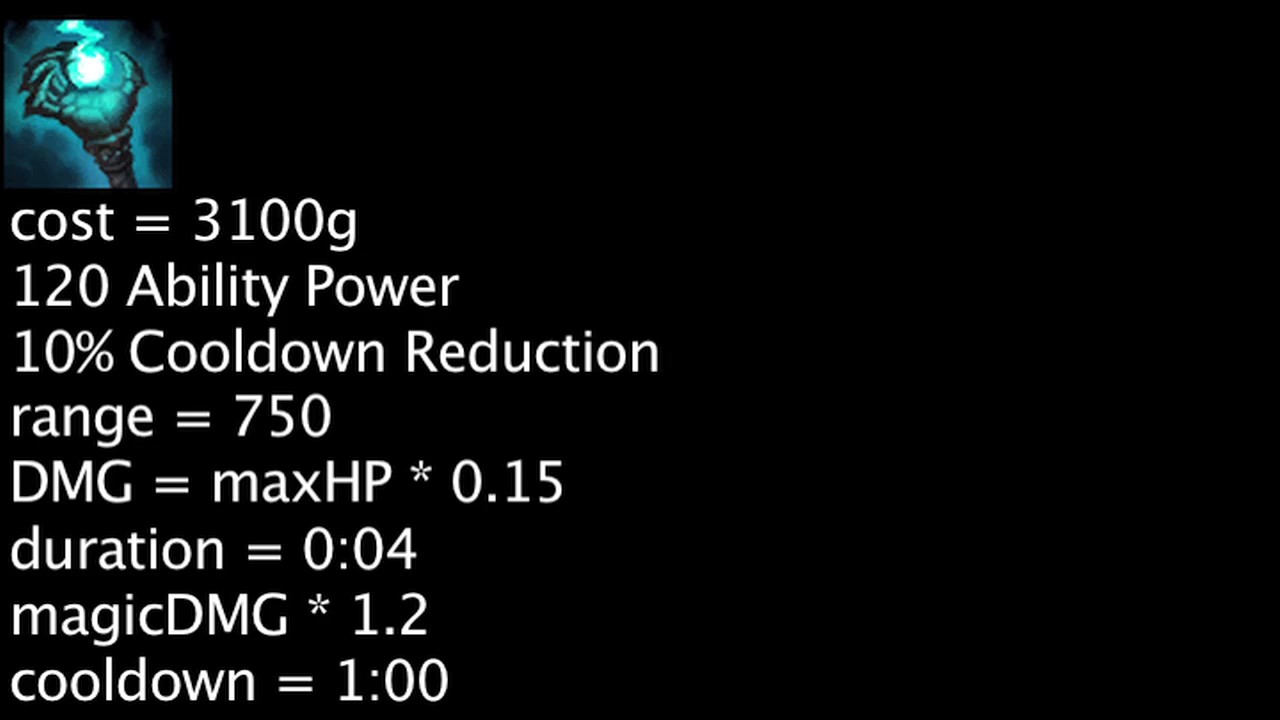 cost = 3100g
120 Ability Power
10% Cooldown Reduction
range = 750
DMG = maxHP * 0.15
duration = 0:04
magicDMG * 1.2
cooldown = 1:00